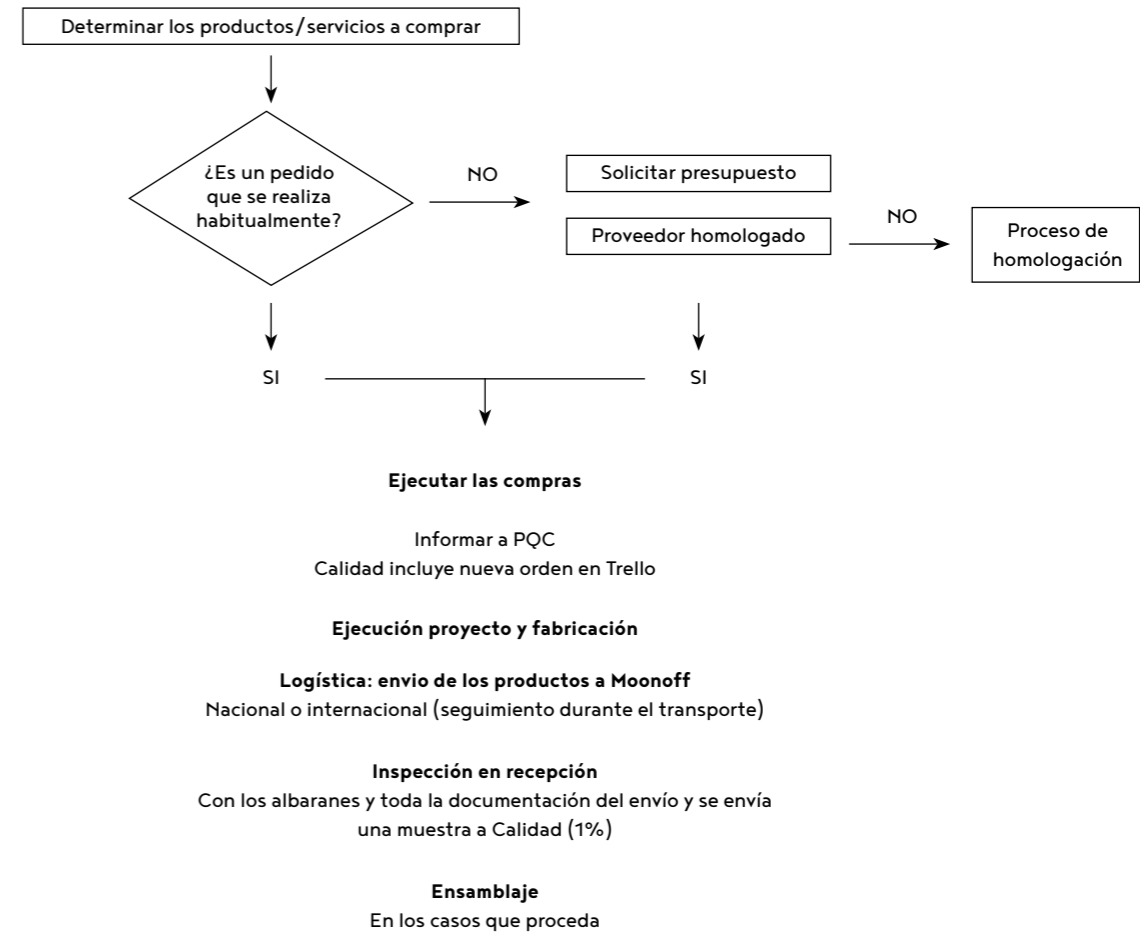 Determinar los productos/servicios a comprar
¿Es un pedido
que se realiza
habitualmente?
NO
Solicitar presupuesto
Proveedor homologado
NO
Proceso de
homologación
SI
SI
Ejecutar las compras
Informar a PQC
Calidad incluye nueva orden en Trello
Ejecución proyecto y fabricación
Logística: envio de los productos a Moonoff
Nacional o internacional (seguimiento durante el transporte)
Inspección en recepción
Con los albaranes y toda la documentación del envío y se envía
una muestra a Calidad (1%)
Ensamblaje
En los casos que proceda